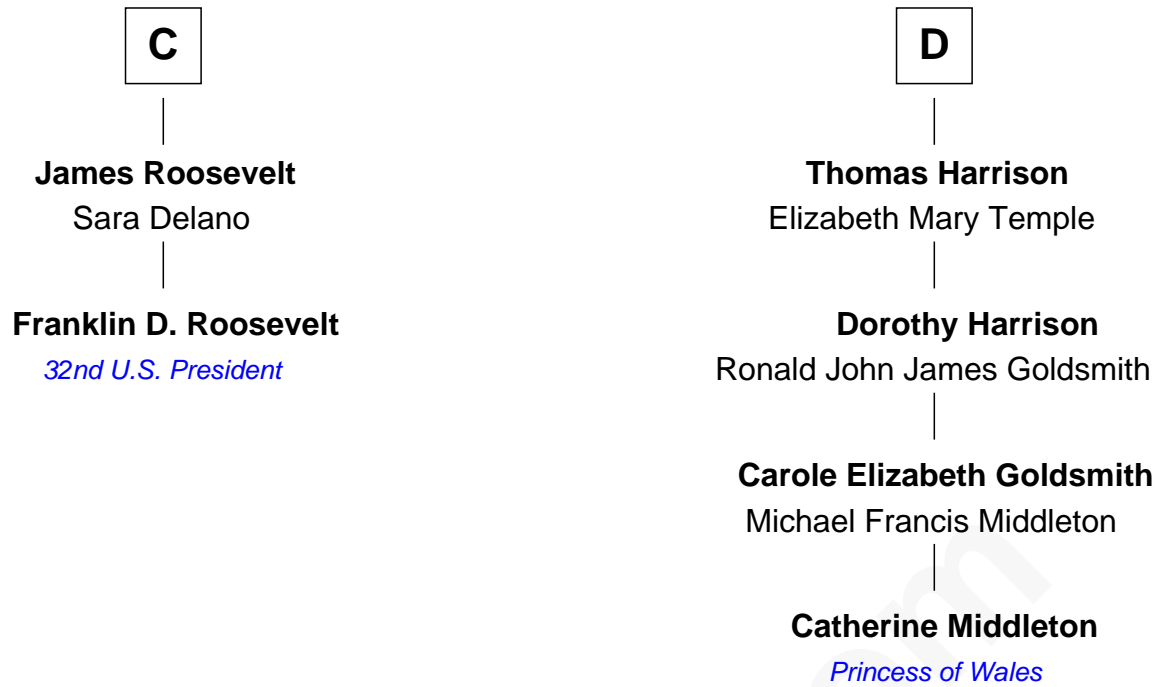 C
James Roosevelt
Sara Delano
Franklin D. Roosevelt
32nd U.S. President
D
Thomas Harrison
Elizabeth Mary Temple
Dorothy Harrison
Ronald John James Goldsmith
Carole Elizabeth Goldsmith
Michael Francis Middleton
Catherine Middleton
Princess of Wales